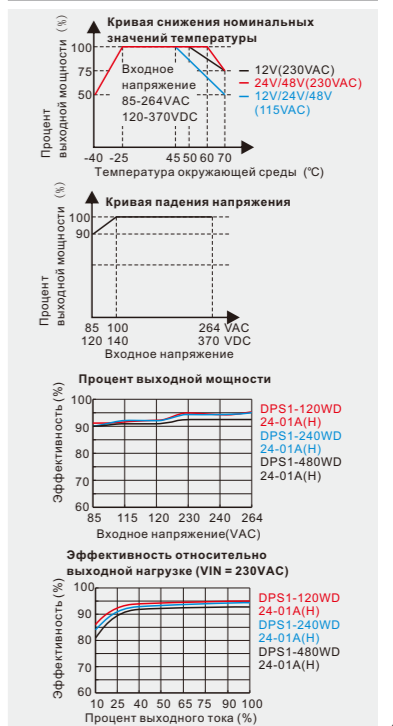 Кривая снижения номинальных
значений температуры
Процент
выходной мощности (%)
100
75
50
Входное
напряжение
85-264VAC
120-370VDC
12V(230VAC)
24V/48V(230VAC)
12V/24V/48V
(115VAC)
-40 -25 45 50 60 70
Температура окружающей среды (℃)
Кривая падения напряжения
Процент
выходной мощности (%)
100
90
85 100 264 VAC
120 140 370 VDC
Входное напряжение
Процент выходной мощности
Эффективность (%)
100
90
80
70
60
85 115 120 230 240 264
Входное напряжение(VAC)
DPS1-120WD
24-01A(H)
DPS1-240WD
24-01A(H)
DPS1-480WD
24-01A(H)
Эффективность относительно
выходной нагрузке (VIN = 230VAC)
Эффективность (%)
100
90
80
70
60
10 25 40 50 65 75 90 100
Процент выходного тока (%)
DPS1-120WD
24-01A(H)
DPS1-240WD
24-01A(H)
DPS1-480WD
24-01A(H)